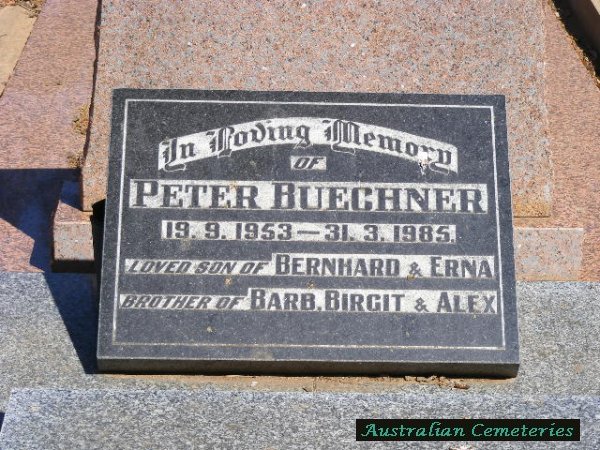 In Loving Memory
OF
PETER BUECHNER
19. 9. 1953 — 31. 3. 1985.
LOVED SON OF BERNHARD & ERNA
BROTHER OF BARB, BIRGIT & ALEX
Australian Cemeteries